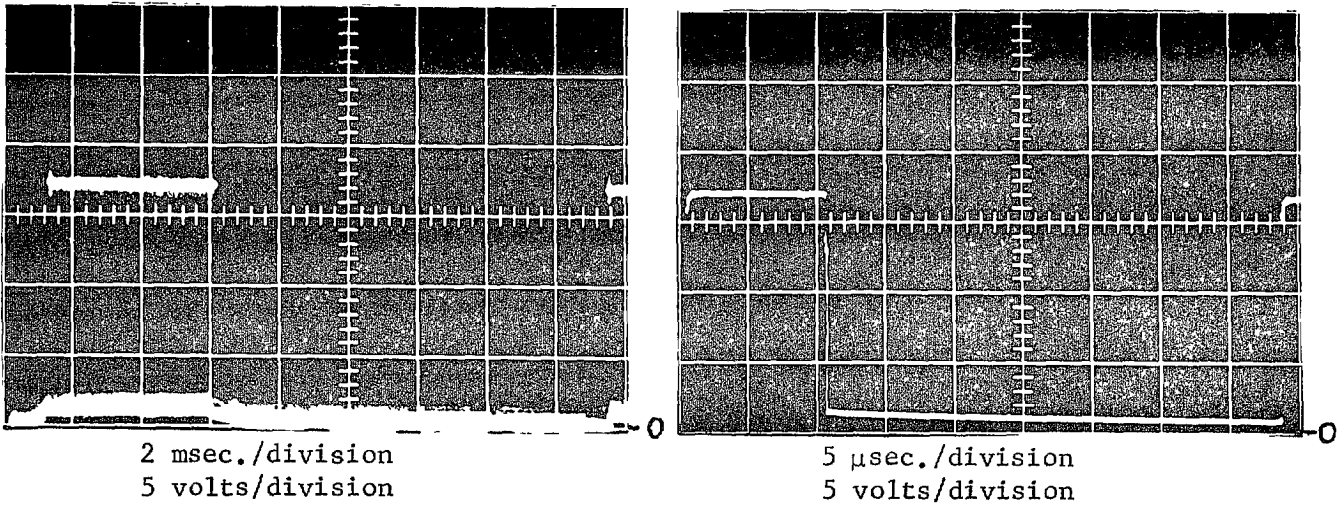 0
2 msec./division
5 volts/division
0
5 μsec./division
5 volts/division